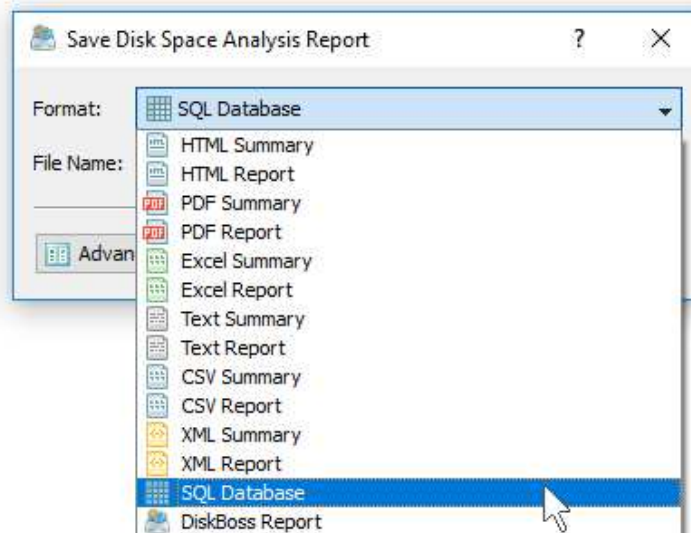 Save Disk Space Analysis Report ?
Format: SQL Database
File Name:
Advan
HTML Summary
HTML Report
PDF Summary
PDF Report
Excel Summary
Excel Report
Text Summary
Text Report
CSV Summary
CSV Report
XML Summary
XML Report
SQL Database
DiskBoss Report